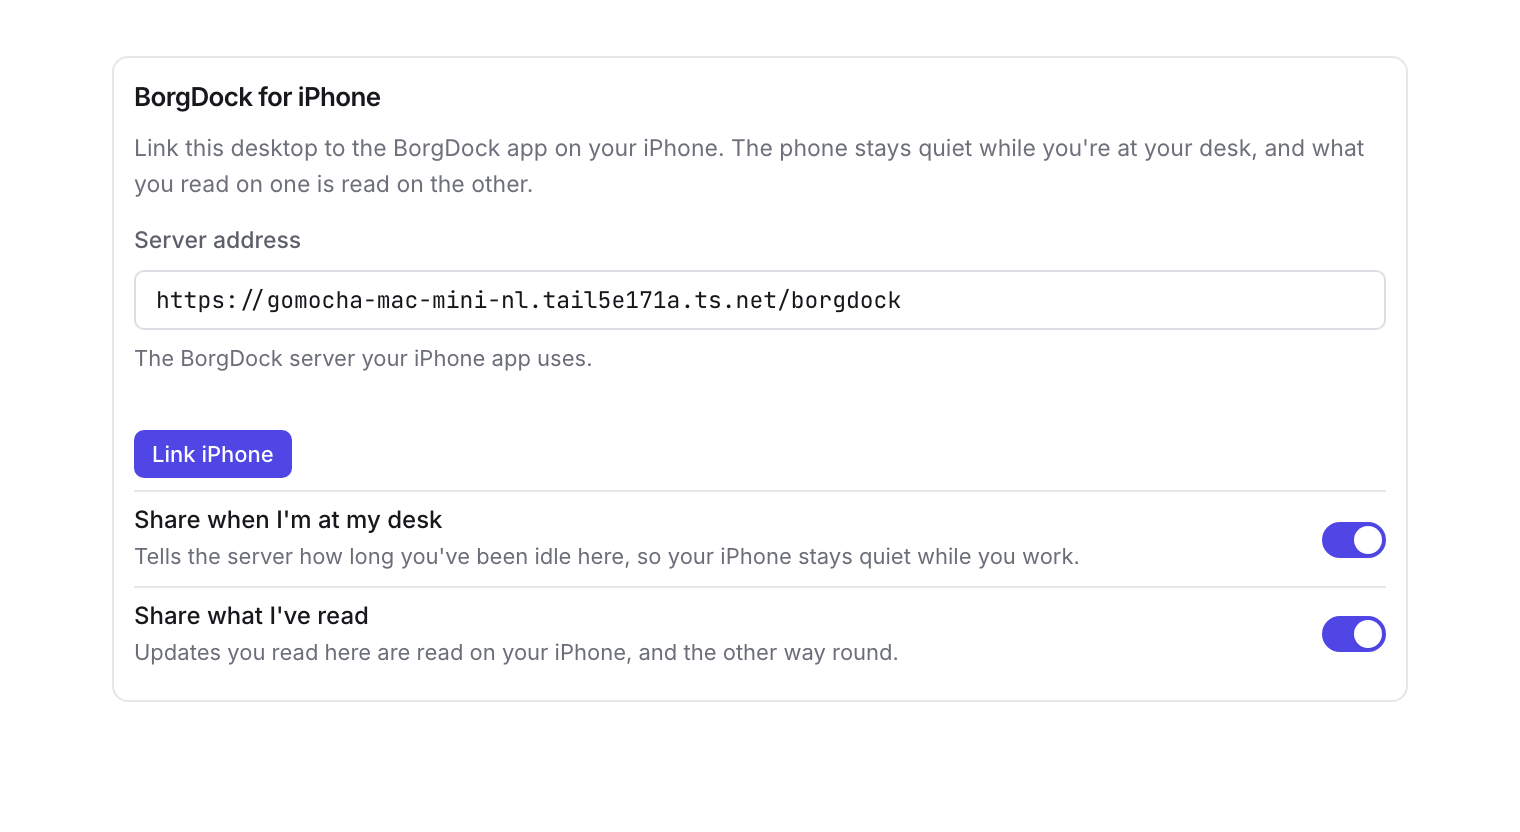 BorgDock for iPhone
Link this desktop to the BorgDock app on your iPhone. The phone stays quiet while you're at your desk, and what
you read on one is read on the other.
Server address
https://gomocha-mac-mini-nl.tail5e171a.ts.net/borgdock
The BorgDock server your iPhone app uses.
Link iPhone
Share when I'm at my desk
Tells the server how long you've been idle here, so your iPhone stays quiet while you work.
Share what I've read
Updates you read here are read on your iPhone, and the other way round.